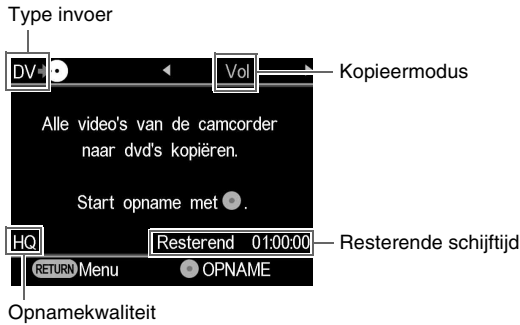 Type invoer
DV Vol
Kopieermodus
Alle video's van de camcorder
naar dvd's kopiëren.
Start opname met .
HQ Resterend 01:00:00
Resterende schijftijd
RETURN Menu OPNAME
Opnamekwaliteit